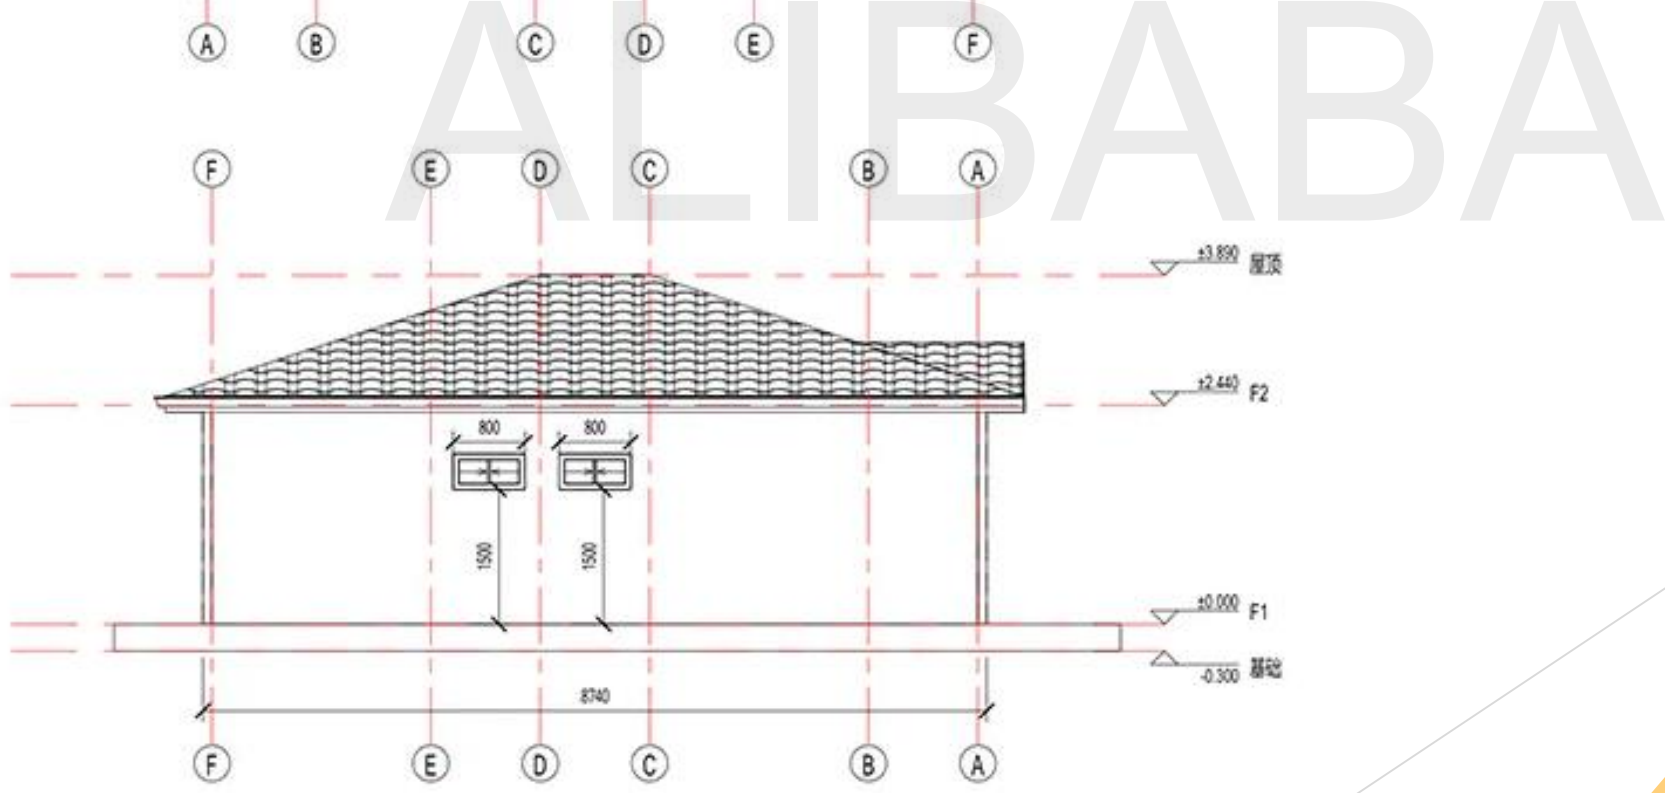 A B C D E F
ALIBABA
F E D C B A
±3.890 屋顶
±2.440 F2
800 800
1500 1500
±0.000 F1
-0.300 基础
8740
F E D C B A